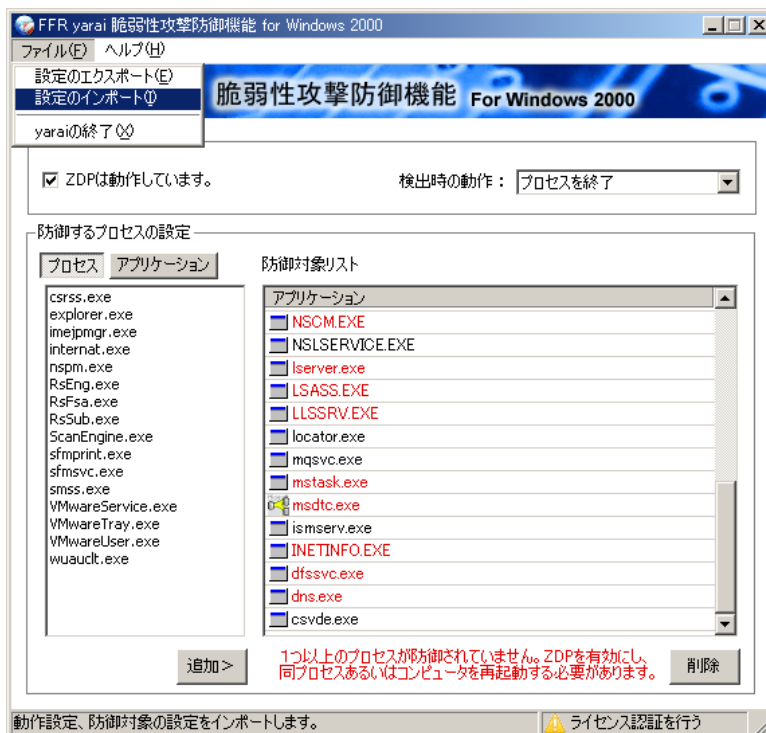 FFR yarai 脆弱性攻撃防御機能 for Windows 2000
ファイル(F) ヘルプ(H)
設定のエクスポート(E)
設定のインポート(I)
yaraiの終了(X)
脆弱性攻撃防御機能 For Windows 2000
ZDPは動作しています。
検出時の動作： プロセスを終了
防御するプロセスの設定
プロセス アプリケーション
防御対象リスト
csrss.exe
explorer.exe
imejpmgr.exe
internat.exe
nspm.exe
RsEng.exe
RsFsa.exe
RsSub.exe
ScanEngine.exe
sfmprint.exe
sfmsvc.exe
smss.exe
VMwareService.exe
VMwareTray.exe
VMwareUser.exe
wuauclt.exe
アプリケーション
NSCM.EXE
NSLSERVICE.EXE
lserver.exe
LSASS.EXE
LLSSRV.EXE
locator.exe
mqsvc.exe
mstask.exe
msdtc.exe
ismserv.exe
INETINFO.EXE
dfssvc.exe
dns.exe
csvde.exe
追加>
1つ以上のプロセスが防御されていません。ZDPを有効にし、
同プロセスあるいはコンピュータを再起動する必要があります。
削除
動作設定、防御対象の設定をインポートします。
ライセンス認証を行う